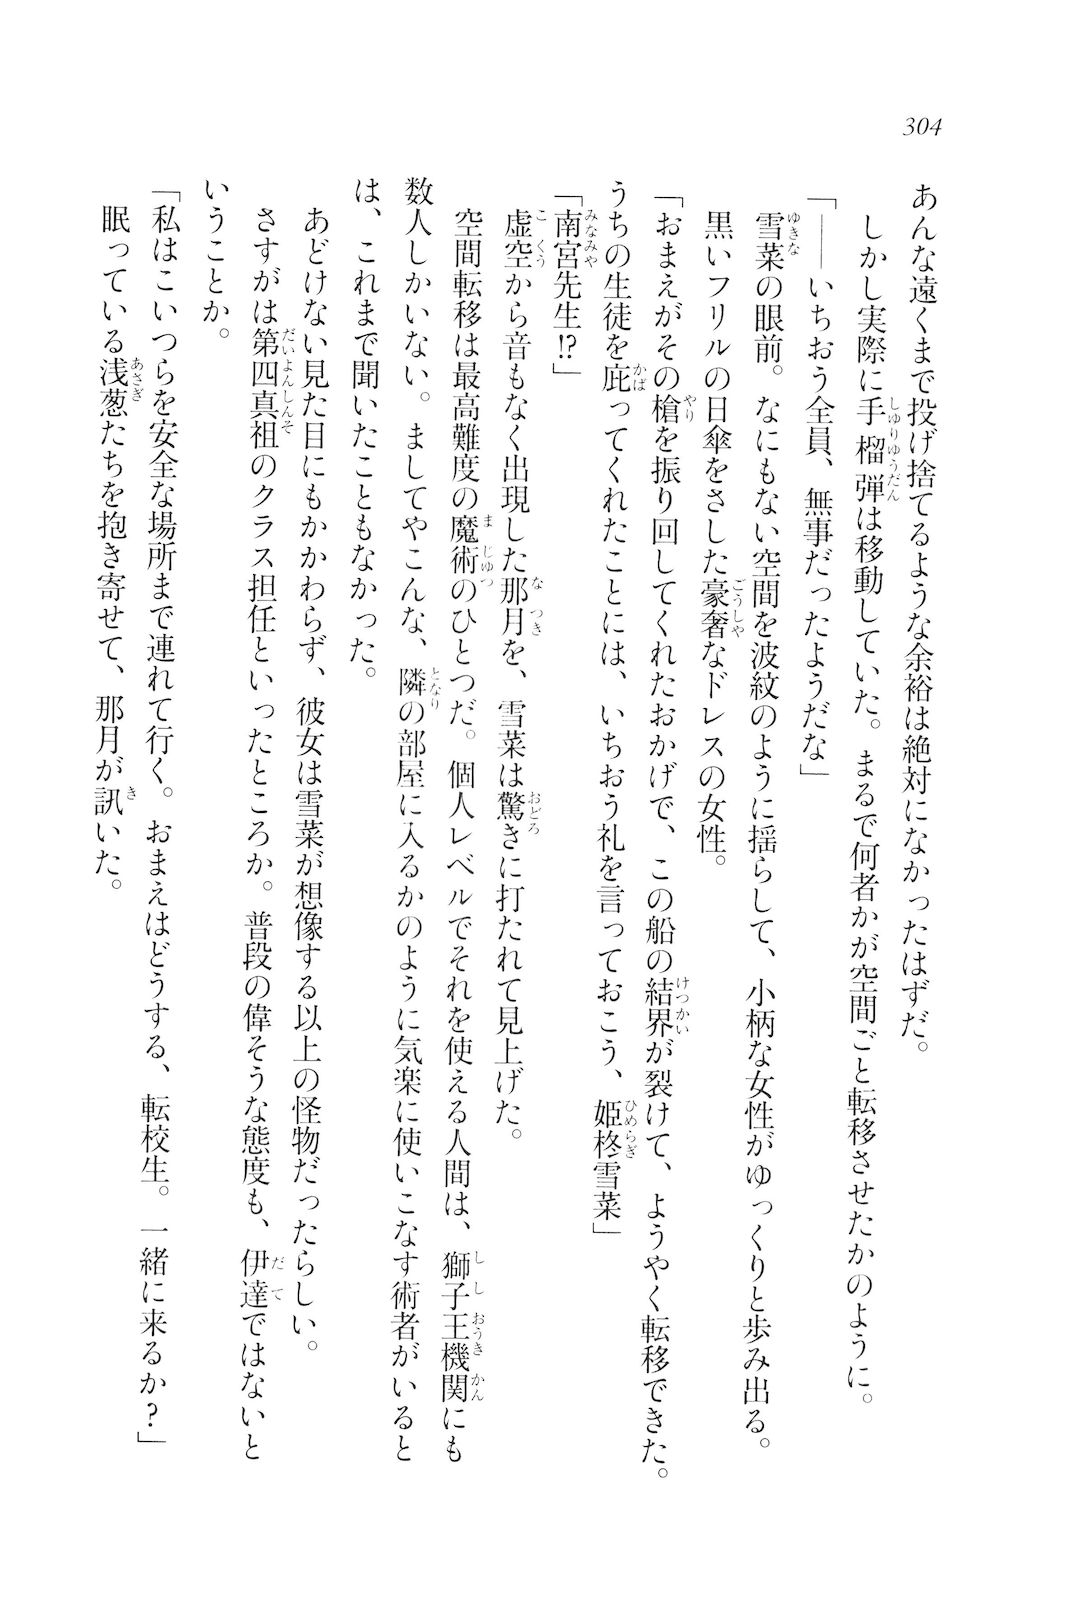 304
あんな遠くまで投げ捨てるような余裕は絶対になかったはずだ。
しかし実際に手榴弾は移動していた。まるで何者かが空間ごと転移させたかのように。
「――いちおう全員、無事だったようだな」
雪菜の眼前。なにもない空間を波紋のように揺らして、小柄な女性がゆっくりと歩み出る。
黒いフリルの日傘をさした豪奢なドレスの女性。
「おまえがその槍を振り回してくれたおかげで、この船の結界が裂けて、ようやく転移できた。
うちの生徒を庇ってくれたことには、いちおう礼を言っておこう、姫柊雪菜」
「南宮先生!?」
虚空から音もなく出現した那月を、雪菜は驚きに打たれて見上げた。
空間転移は最高難度の魔術のひとつだ。個人レベルでそれを使える人間は、獅子王機関にも
数人しかいない。ましてやこんな、隣の部屋に入るかのように気楽に使いこなす術者がいると
は、これまで聞いたこともなかった。
あどけない見た目にもかかわらず、彼女は雪菜が想像する以上の怪物だったらしい。
さすがは第四真祖のクラス担任といったところか。普段の偉そうな態度も、伊達ではないと
いうことか。
「私はこいつらを安全な場所まで連れて行く。おまえはどうする、転校生。一緒に来るか?」
眠っている浅葱たちを抱き寄せて、那月が訊いた。